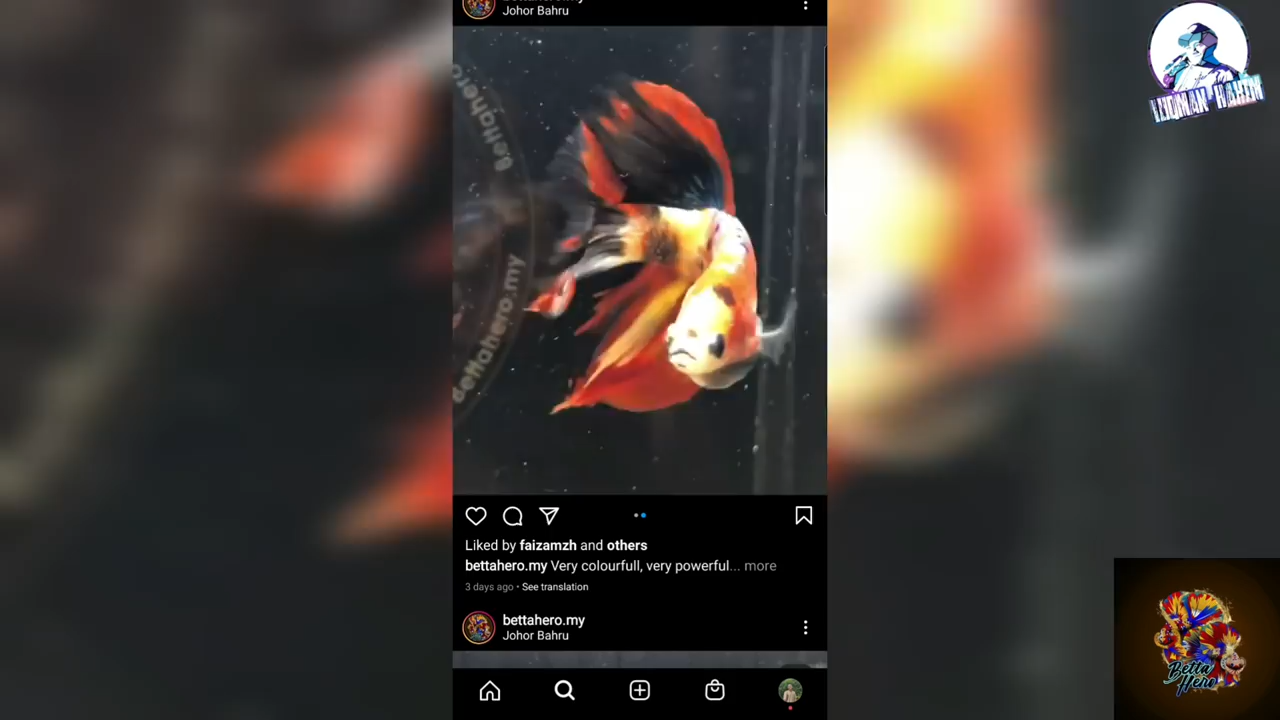 Johor Bahru
Bettahero
Bettahero.my
Liked by faizamzh and others
bettahero.my Very colourfull, very powerful... more
3 days ago • See translation
bettahero.my
Johor Bahru
LUQMAN HAKIM
Betta
Hero